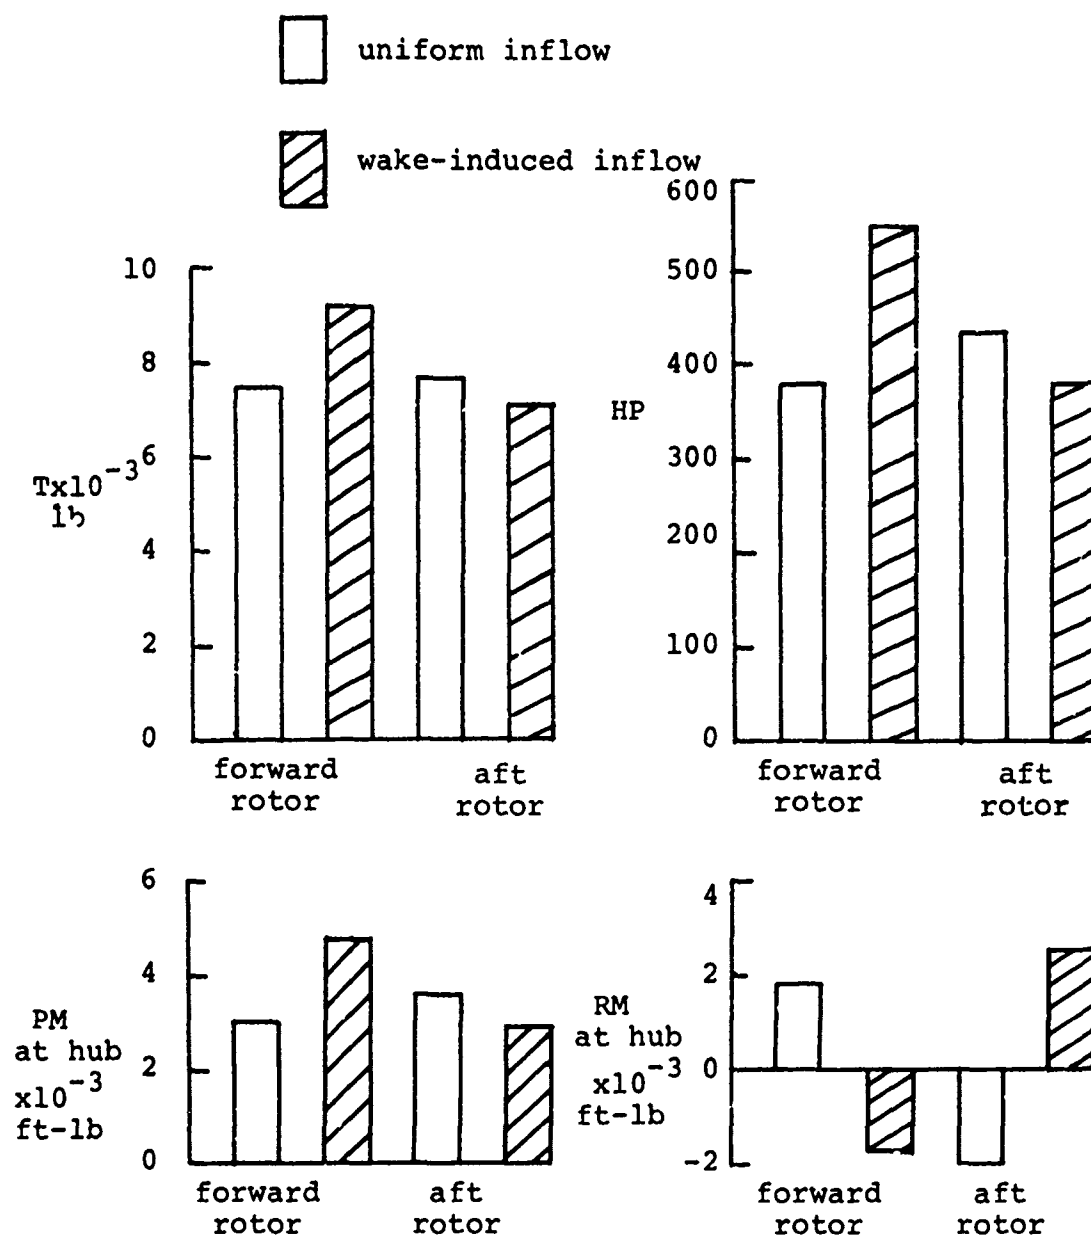 uniform inflow
wake-induced inflow
10
8
6
4
2
0
Tx10-3
lb
forward
rotor
aft
rotor
600
500
400
300
200
100
0
HP
forward
rotor
aft
rotor
6
4
2
0
PM
at hub
x10-3
ft-lb
forward
rotor
aft
rotor
4
2
0
-2
RM
at hub
x10-3
ft-lb
forward
rotor
aft
rotor